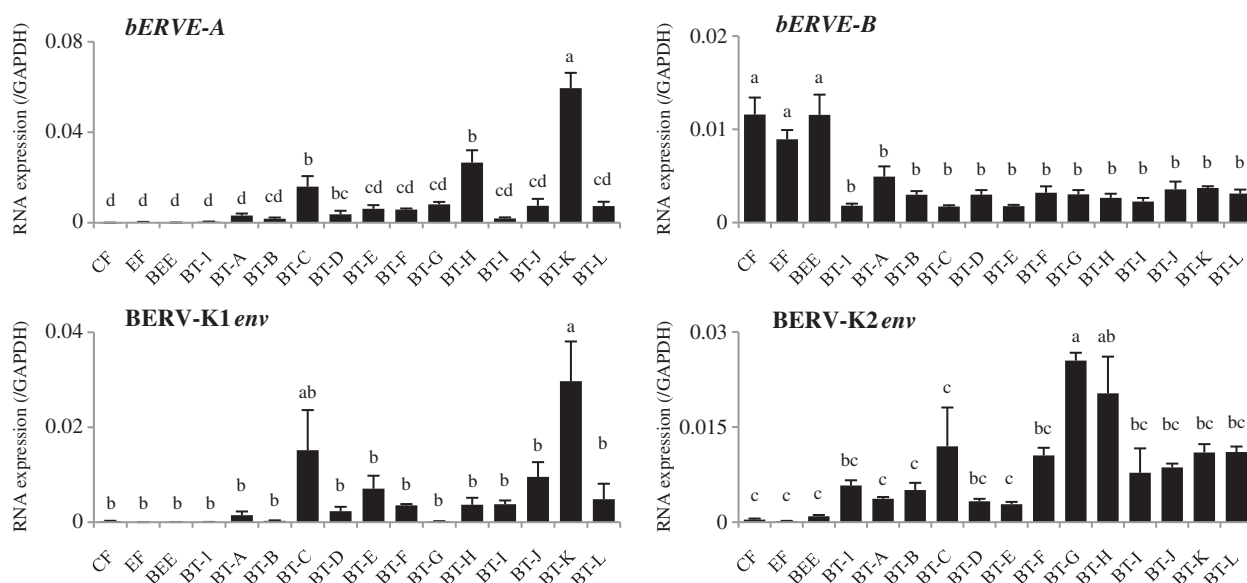 bERVE-A
RNA expression (/GAPDH)
0.08
0.04
0
d d d d cd cd b bc cd cd cd b cd cd a cd
CF EF BEE BT-1 BT-A BT-B BT-C BT-D BT-E BT-F BT-G BT-H BT-I BT-J BT-K BT-L
bERVE-B
RNA expression (/GAPDH)
0.02
0.01
0
a a a b b b b b b b b b b b b b
CF EF BEE BT-1 BT-A BT-B BT-C BT-D BT-E BT-F BT-G BT-H BT-I BT-J BT-K BT-L
BERV-K1 env
RNA expression (/GAPDH)
0.04
0.02
0
b b b b b b ab b b b b b b b a b
CF EF BEE BT-1 BT-A BT-B BT-C BT-D BT-E BT-F BT-G BT-H BT-I BT-J BT-K BT-L
BERV-K2 env
RNA expression (/GAPDH)
0.03
0.015
0
c c c bc c bc c bc c bc a ab bc bc bc bc
CF EF BEE BT-1 BT-A BT-B BT-C BT-D BT-E BT-F BT-G BT-H BT-I BT-J BT-K BT-L